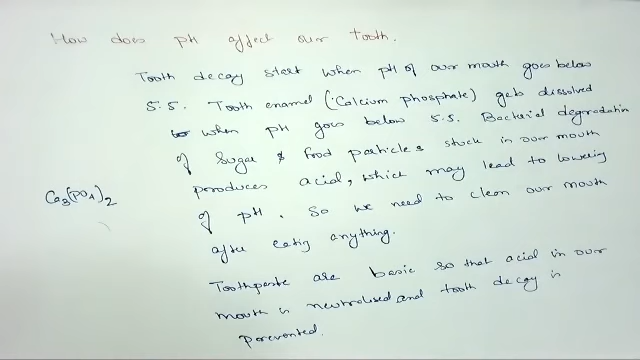 How does pH affect our tooth.
Tooth decay start when pH of our mouth goes below
5.5. Tooth enamel (:Calcium phosphate) gets dissolved
when pH goes below 5.5. Bacterial degradation
of Sugar & food particles stuck in our mouth
produces acid, which may lead to lowering
Ca3(PO4)2
of pH. So we need to clean our mouth
after eating anything.
Toothpaste are basic so that acid in our
mouth is neutralised and tooth decay is
perevented.